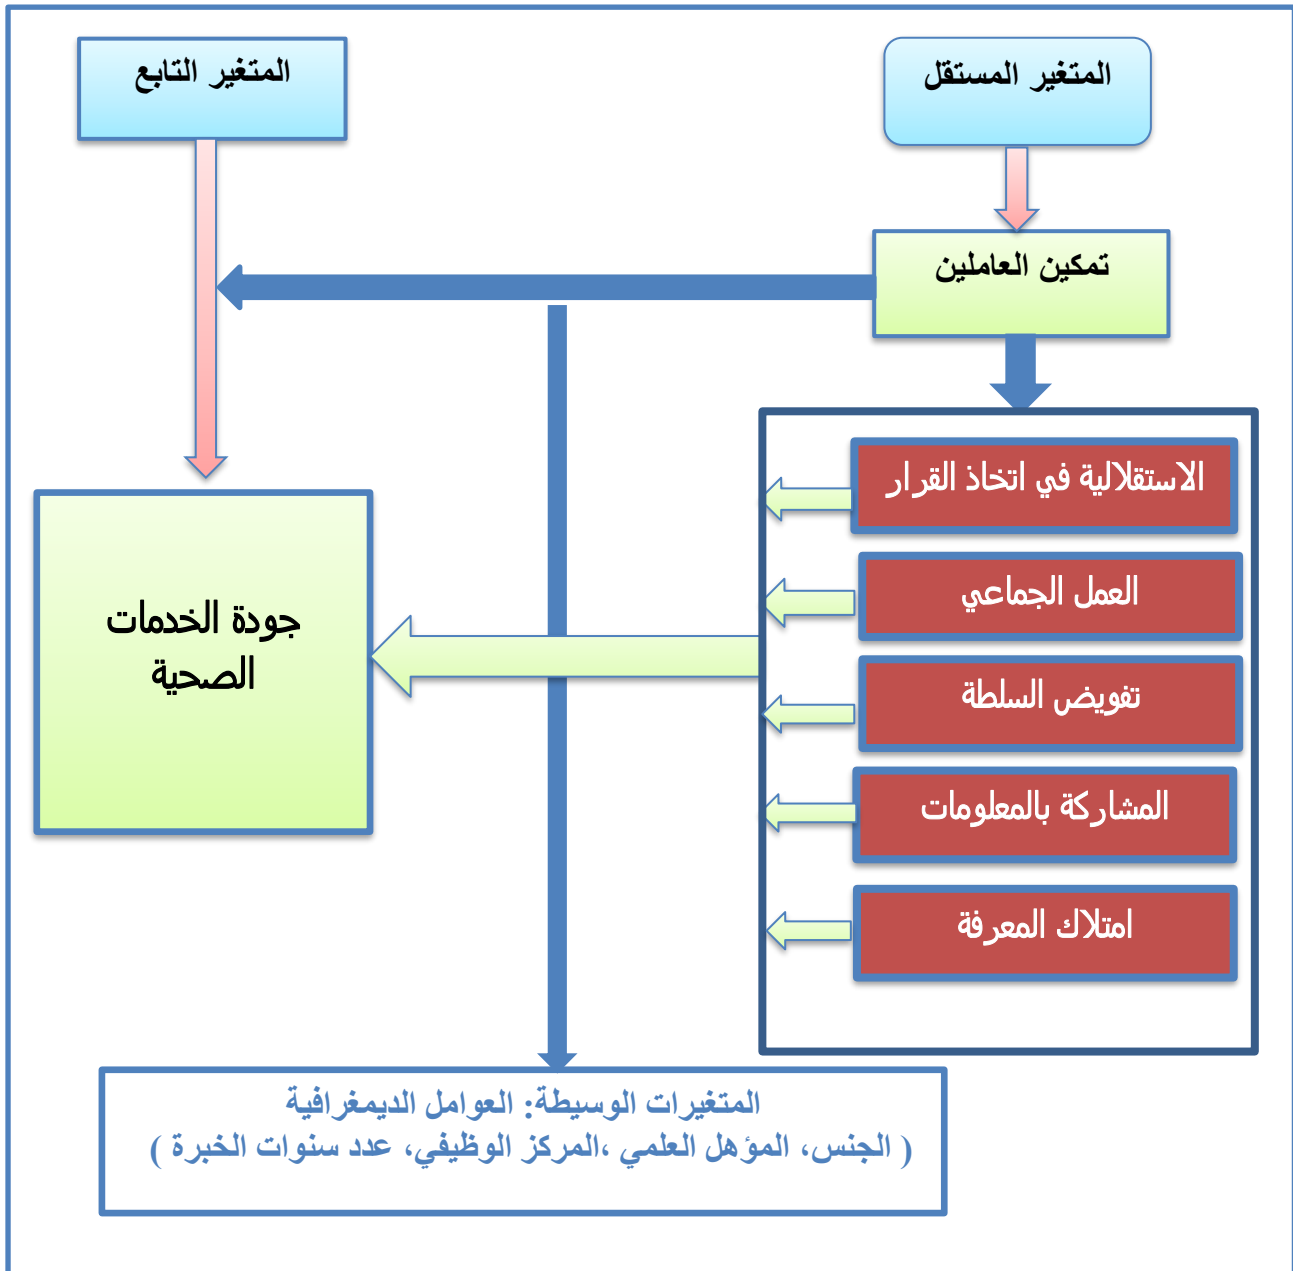 المتغير المستقل
المتغير التابع
تمكين العاملين
الاستقلالية في اتخاذ القرار
العمل الجماعي
تفويض السلطة
المشاركة بالمعلومات
امتلاك المعرفة
جودة الخدمات
الصحية
المتغيرات الوسيطة: العوامل الديمغرافية
( الجنس، المؤهل العلمي ،المركز الوظيفي، عدد سنوات الخبرة )